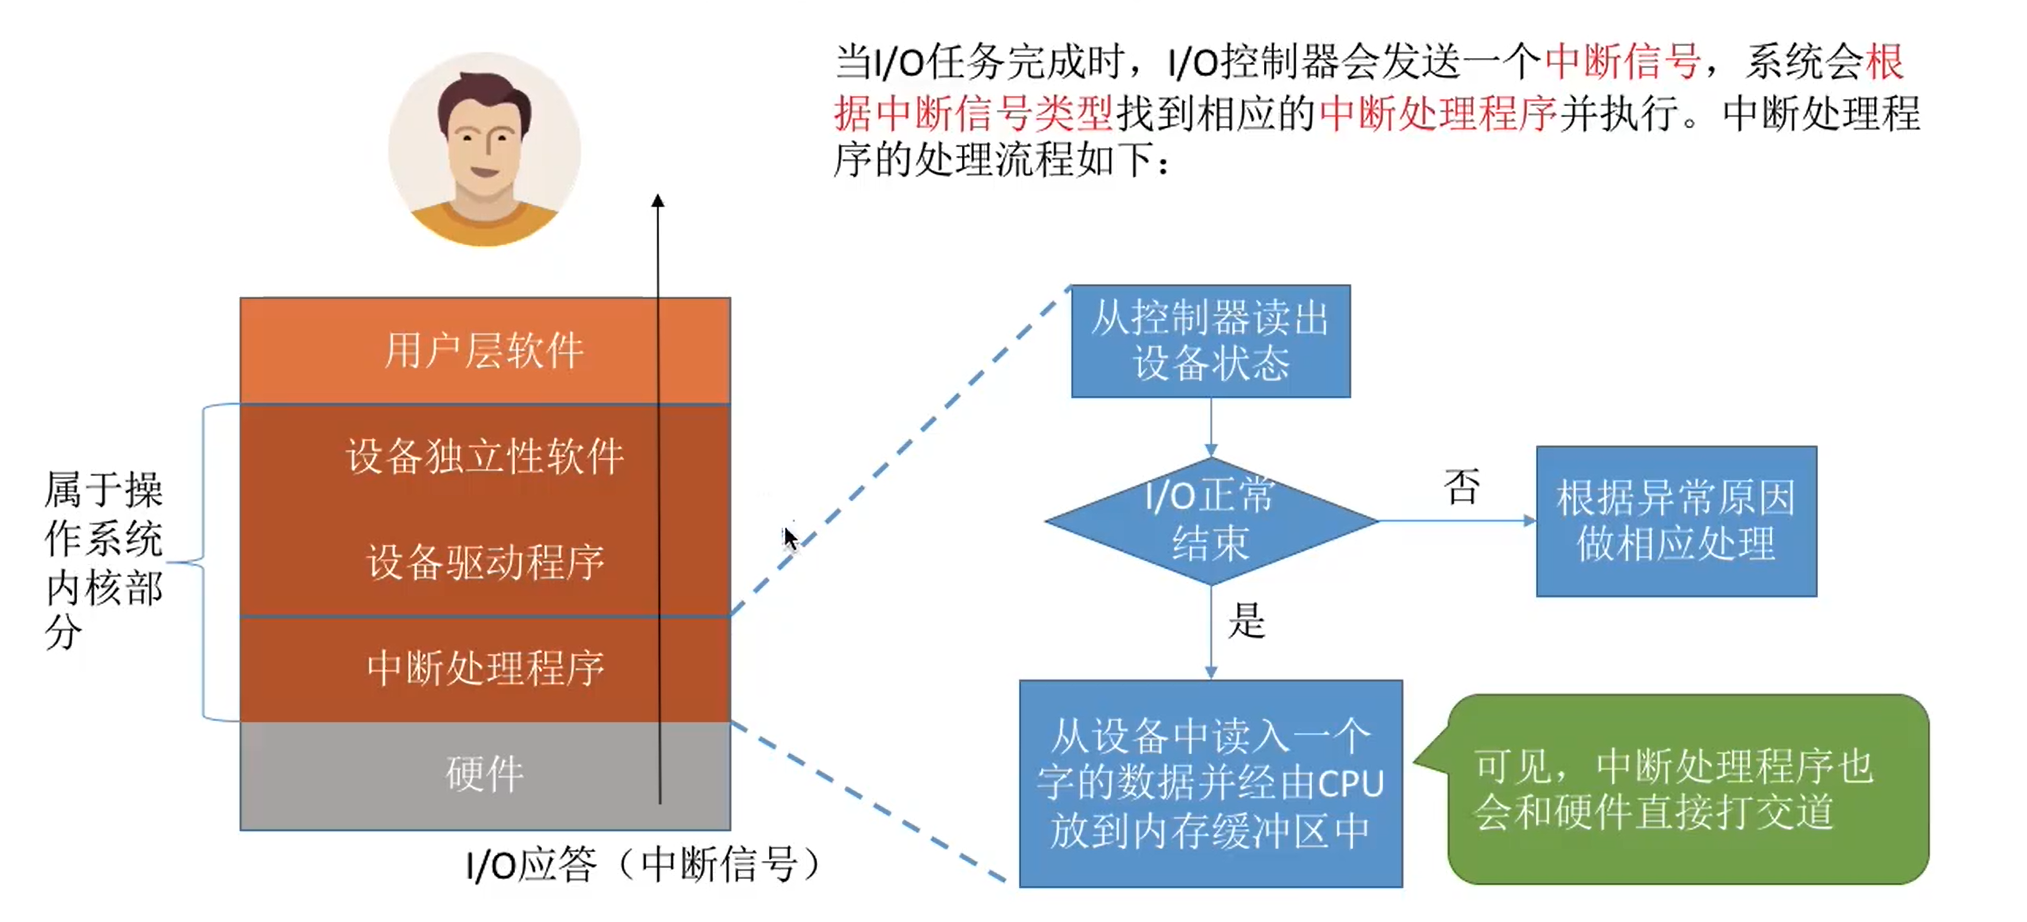 当I/O任务完成时，I/O控制器会发送一个中断信号，系统会根
据中断信号类型找到相应的中断处理程序并执行。中断处理程
序的处理流程如下：
用户层软件
设备独立性软件
设备驱动程序
中断处理程序
硬件
属于操
作系统
内核部
分
I/O应答（中断信号）
从控制器读出
设备状态
I/O正常
结束
否
根据异常原因
做相应处理
是
从设备中读入一个
字的数据并经由CPU
放到内存缓冲区中
可见，中断处理程序也
会和硬件直接打交道